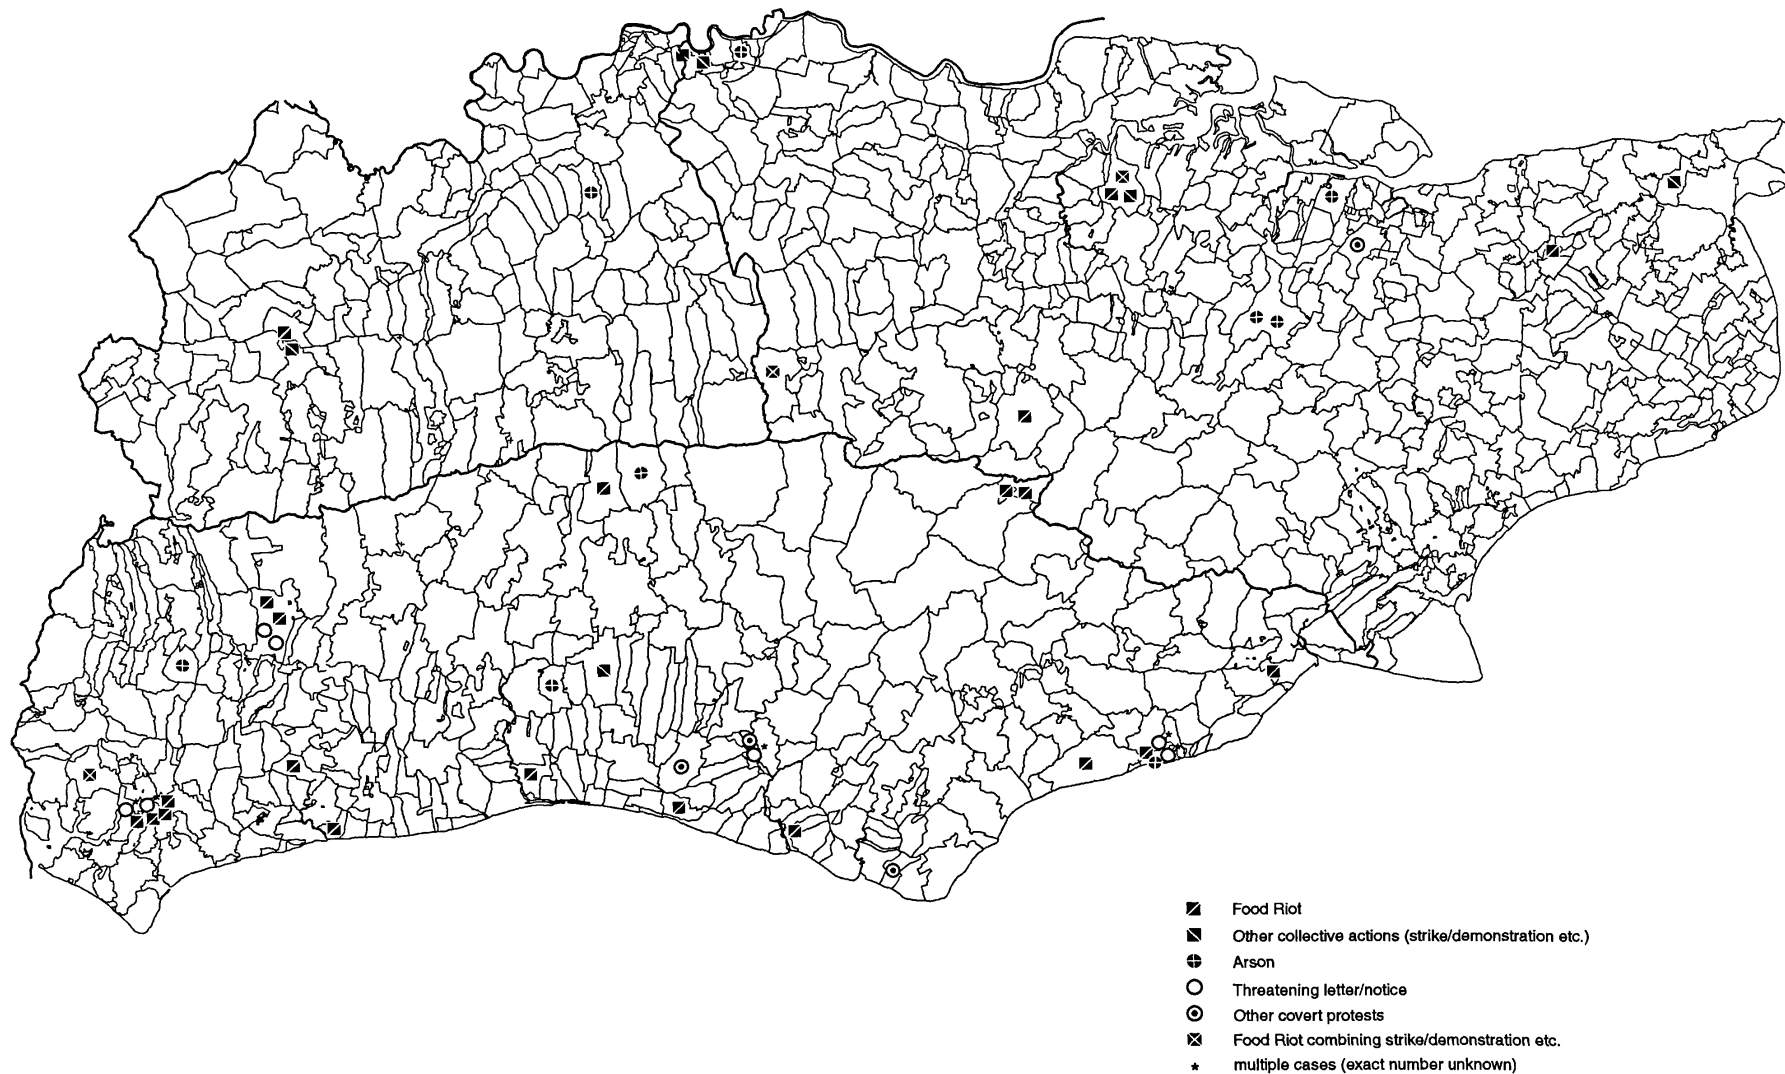 Food Riot
Other collective actions (strike/demonstration etc.)
Arson
Threatening letter/notice
Other covert protests
Food Riot combining strike/demonstration etc.
* multiple cases (exact number unknown)